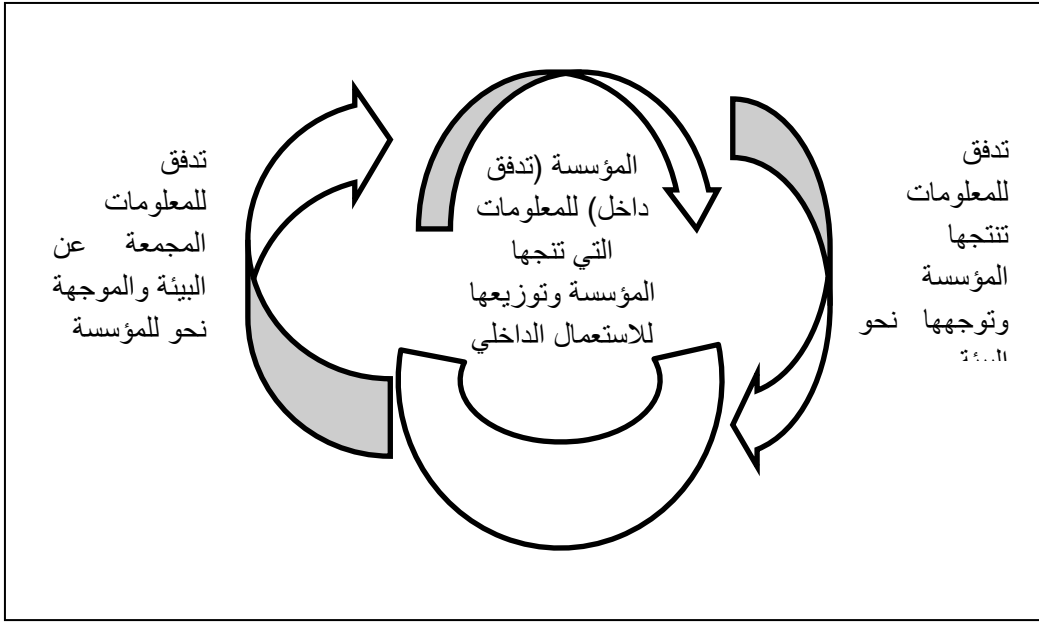 تدفق
للمعلومات
تنتجها
المؤسسة
وتوجهها نحو
المؤسسة (تدفق
داخل) للمعلومات
التي تنجها
المؤسسة وتوزيعها
للاستعمال الداخلي
تدفق
للمعلومات
المجمعة عن
البيئة والموجهة
نحو للمؤسسة